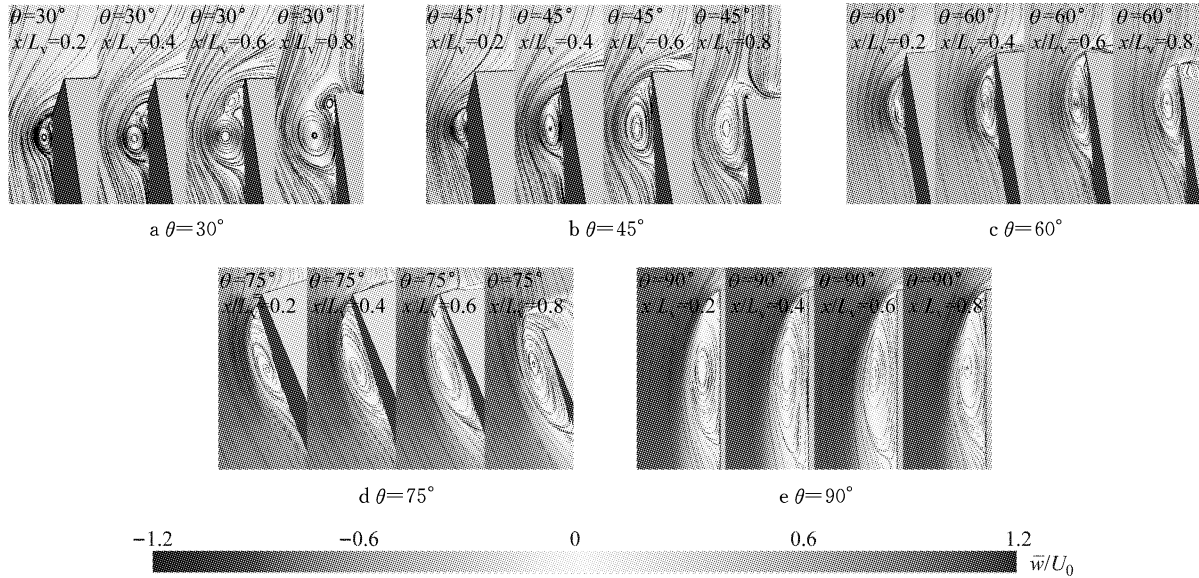 θ=30° θ=30° θ=30° θ=30°
x/Lv=0.2 x/Lv=0.4 x/Lv=0.6 x/Lv=0.8
a θ=30°
θ=45° θ=45° θ=45° θ=45°
x/Lv=0.2 x/Lv=0.4 x/Lv=0.6 x/Lv=0.8
b θ=45°
θ=60° θ=60° θ=60° θ=60°
x/Lv=0.2 x/Lv=0.4 x/Lv=0.6 x/Lv=0.8
c θ=60°
θ=75° θ=75° θ=75° θ=75°
x/Lv=0.2 x/Lv=0.4 x/Lv=0.6 x/Lv=0.8
d θ=75°
θ=90° θ=90° θ=90° θ=90°
x/Lv=0.2 x/Lv=0.4 x/Lv=0.6 x/Lv=0.8
e θ=90°
−1.2 −0.6 0 0.6 1.2
w̅/U₀